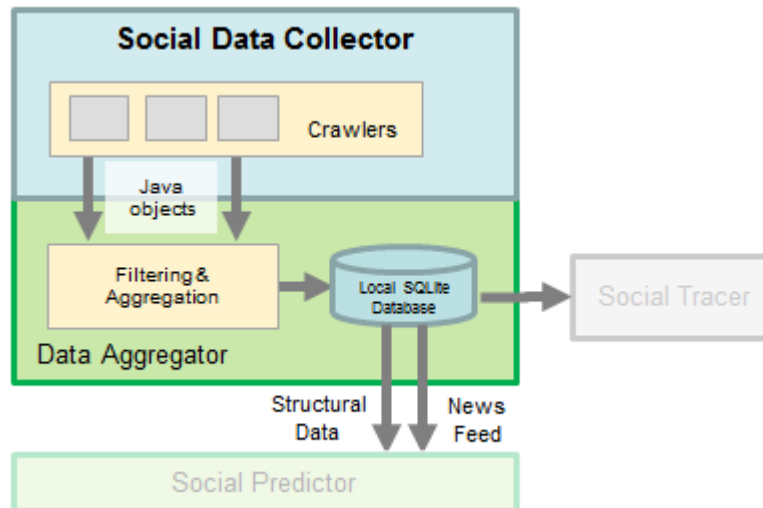 Social Data Collector
Crawlers
Java
objects
Filtering &
Aggregation
Local SQLite
Database
Social Tracer
Data Aggregator
Structural
Data
News
Feed
Social Predictor